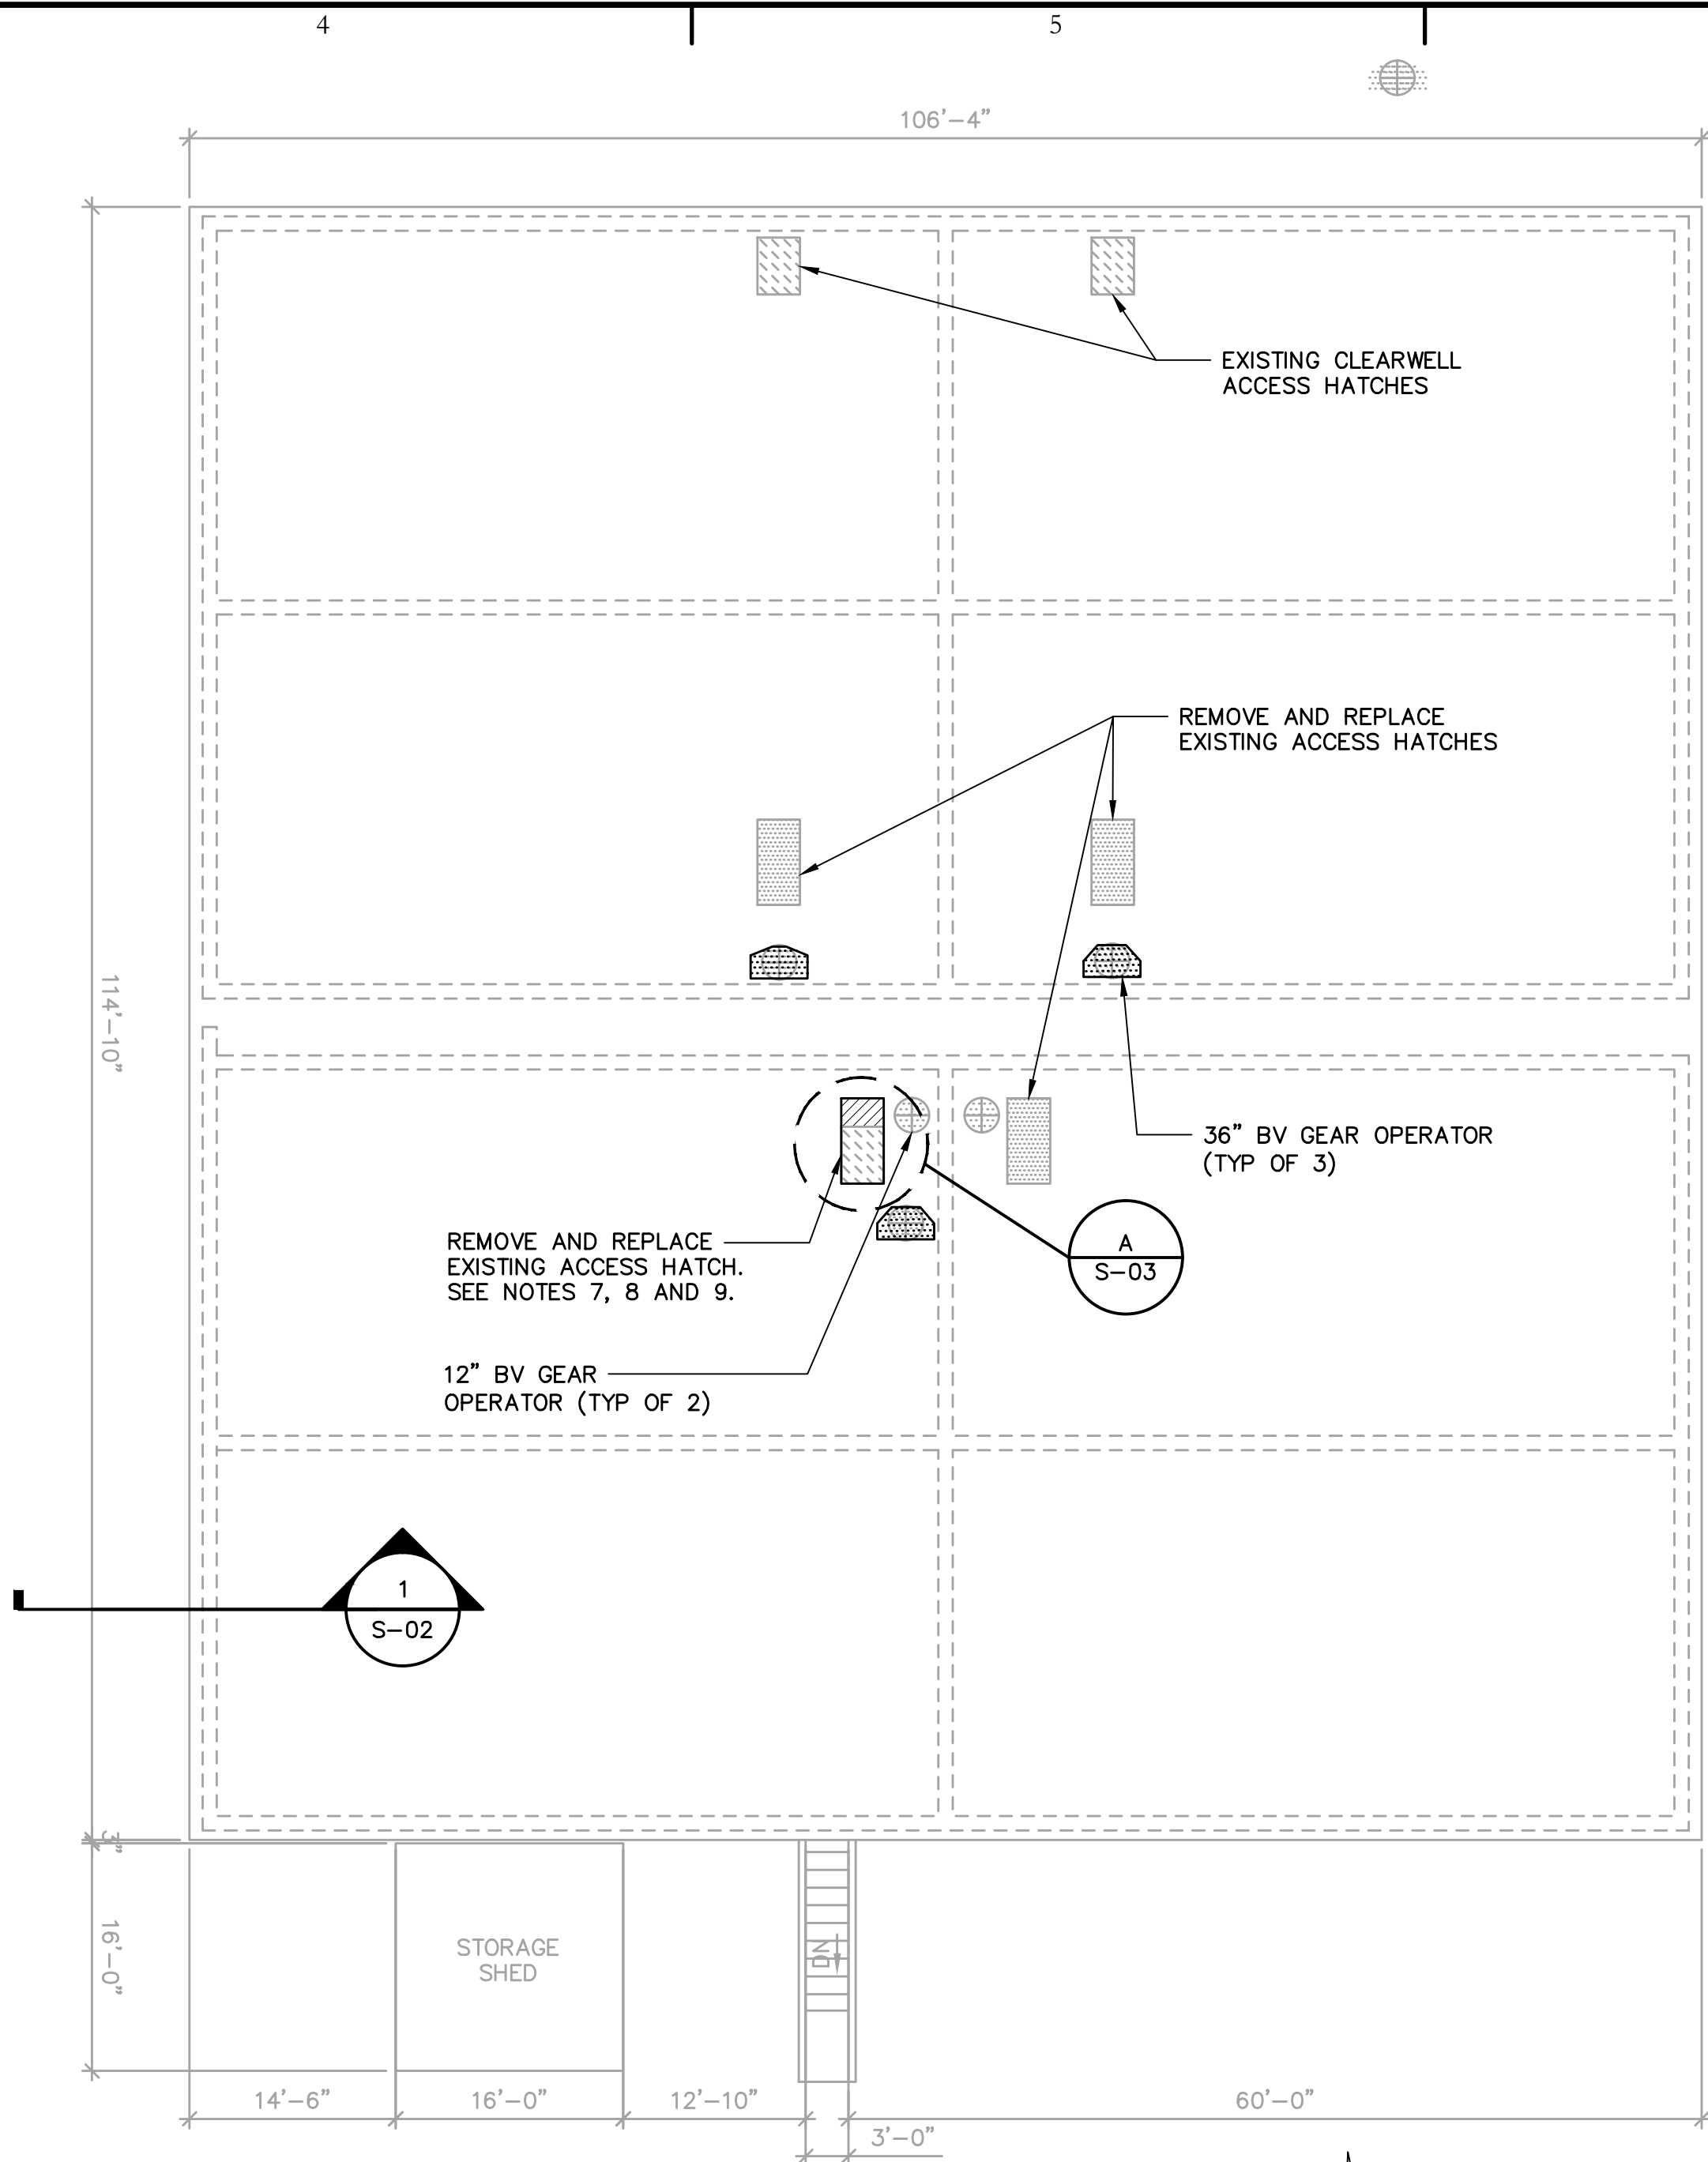 4
5
106'-4"
EXISTING CLEARWELL
ACCESS HATCHES
REMOVE AND REPLACE
EXISTING ACCESS HATCHES
114'-10"
36" BV GEAR OPERATOR
(TYP OF 3)
REMOVE AND REPLACE
EXISTING ACCESS HATCH.
SEE NOTES 7, 8 AND 9.
A
S-03
12" BV GEAR
OPERATOR (TYP OF 2)
1
S-02
3"
16'-0"
STORAGE
SHED
DN
14'-6"
16'-0"
12'-10"
60'-0"
3'-0"